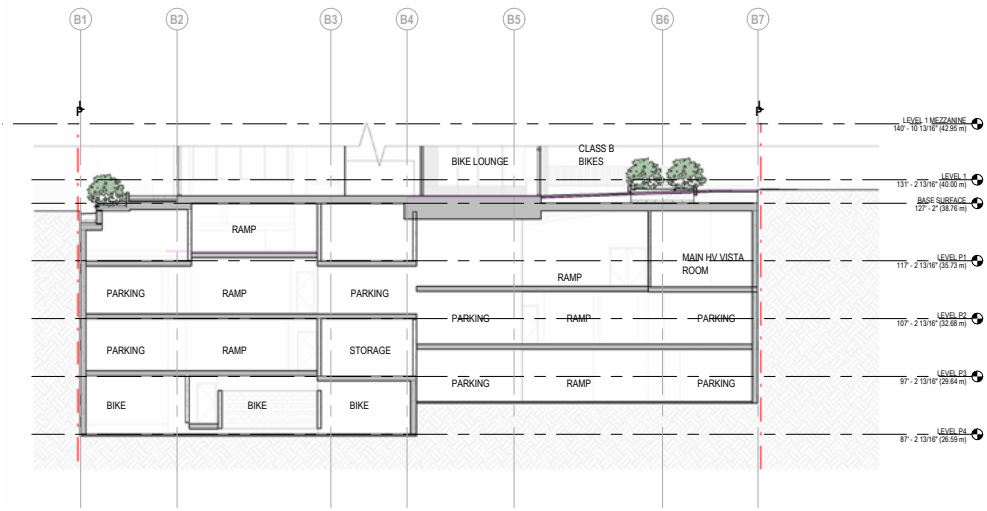 B1 B2 B3 B4 B5 B6 B7
P P
LEVEL 1 MEZZANINE
140' - 10 13/16" (42.95 m)
CLASS B
BIKES
BIKE LOUNGE
LEVEL 1
131' - 2 13/16" (40.00 m)
BASE SURFACE
127' - 2" (38.76 m)
RAMP
MAIN HV VISTA
ROOM
LEVEL P1
117' - 2 13/16" (35.73 m)
RAMP
PARKING RAMP PARKING
PARKING RAMP PARKING
LEVEL P2
107' - 2 13/16" (32.68 m)
PARKING RAMP STORAGE
LEVEL P3
97' - 2 13/16" (29.64 m)
PARKING RAMP PARKING
BIKE BIKE BIKE
LEVEL P4
87' - 2 13/16" (26.59 m)